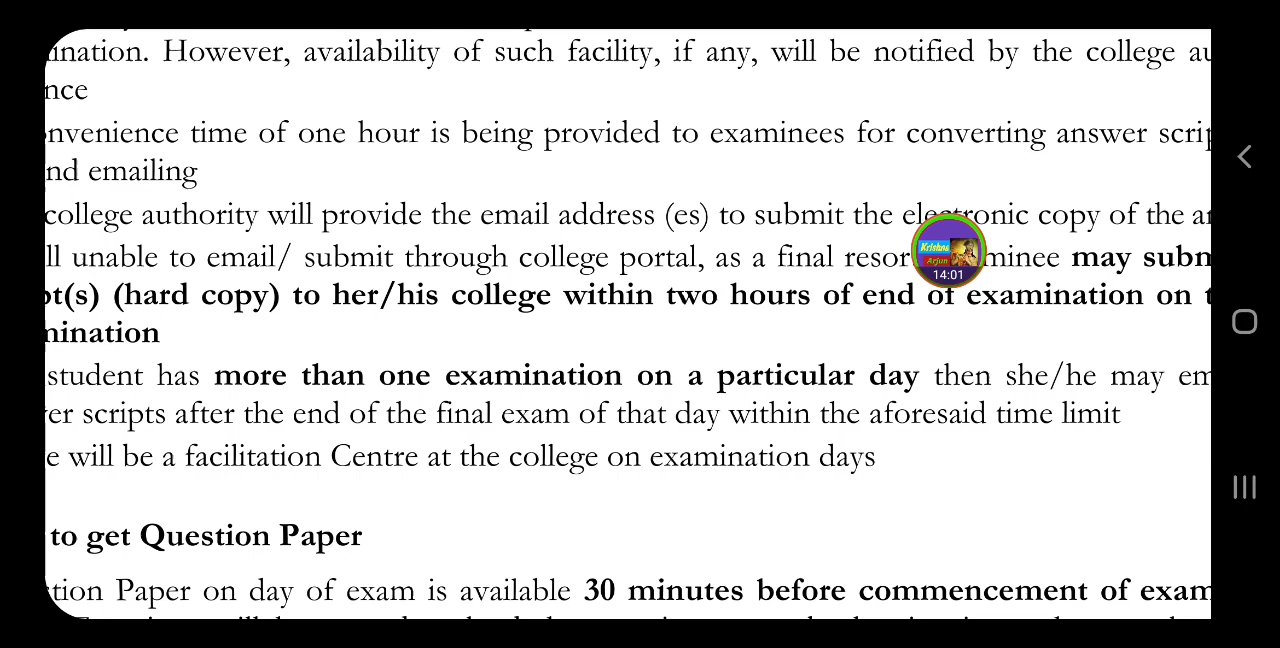 ination. However, availability of such facility, if any, will be notified by the college au
nce
nvenience time of one hour is being provided to examinees for converting answer scrip
nd emailing
college authority will provide the email address (es) to submit the electronic copy of the an
ll unable to email/ submit through college portal, as a final resor minee may subm
pt(s) (hard copy) to her/his college within two hours of end of examination on t
mination
student has more than one examination on a particular day then she/he may em
er scripts after the end of the final exam of that day within the aforesaid time limit
e will be a facilitation Centre at the college on examination days
to get Question Paper
tion Paper on day of exam is available 30 minutes before commencement of exam
Krishna
Arjun
14:01